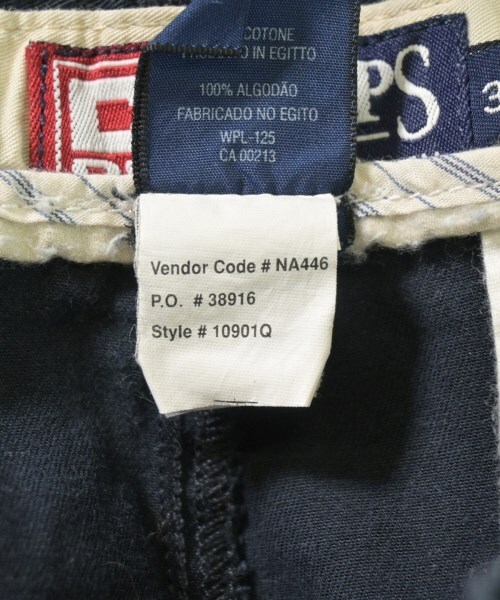 COTONE
PRODOTTO IN EGITTO
100% ALGODÃO
FABRICADO NO EGITO
WPL-125
CA 00213
PS
3
Vendor Code # NA446
P.O. # 38916
Style # 10901Q